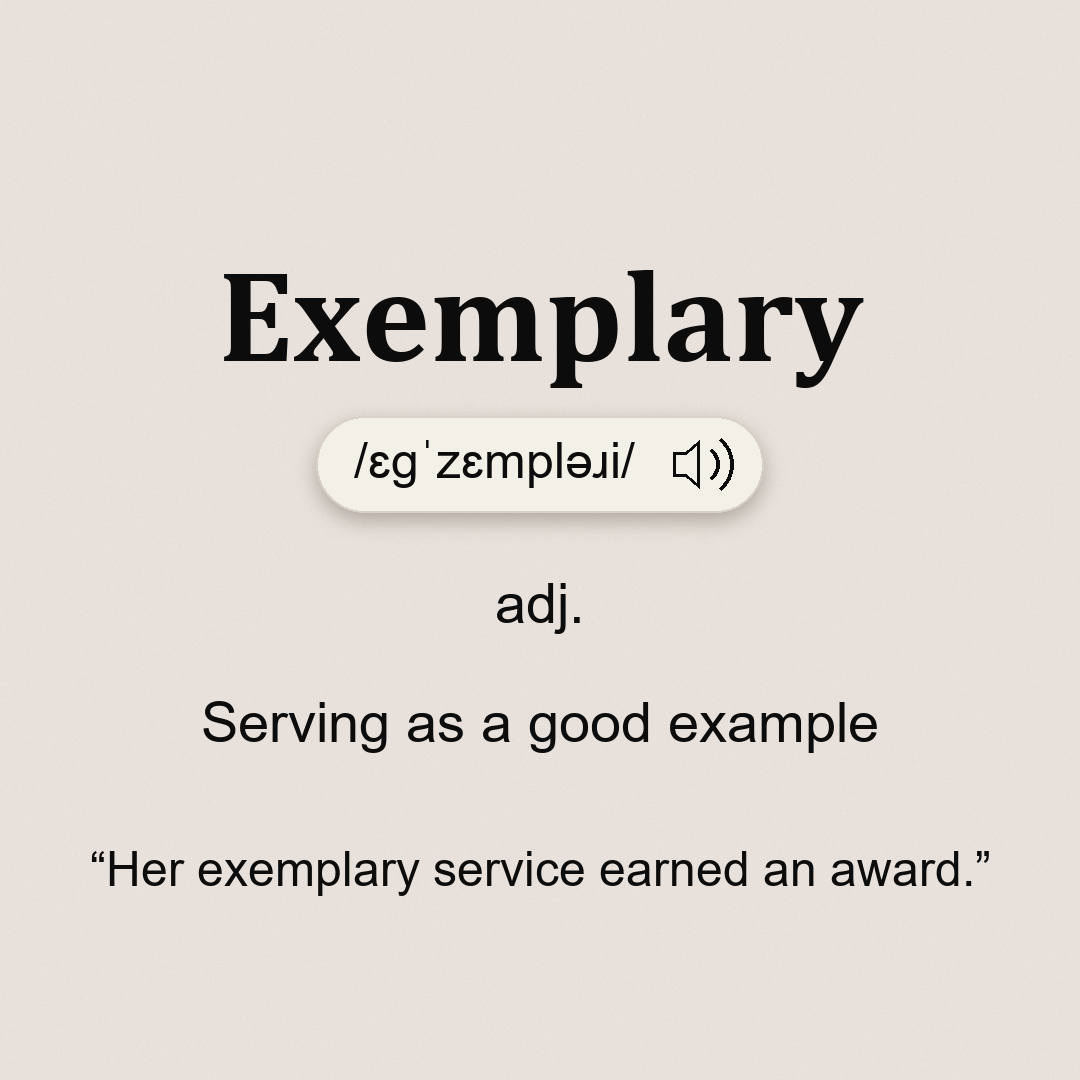 Exemplary
/ɛgˈzɛmpləɹi/
adj.
Serving as a good example
“Her exemplary service earned an award.”